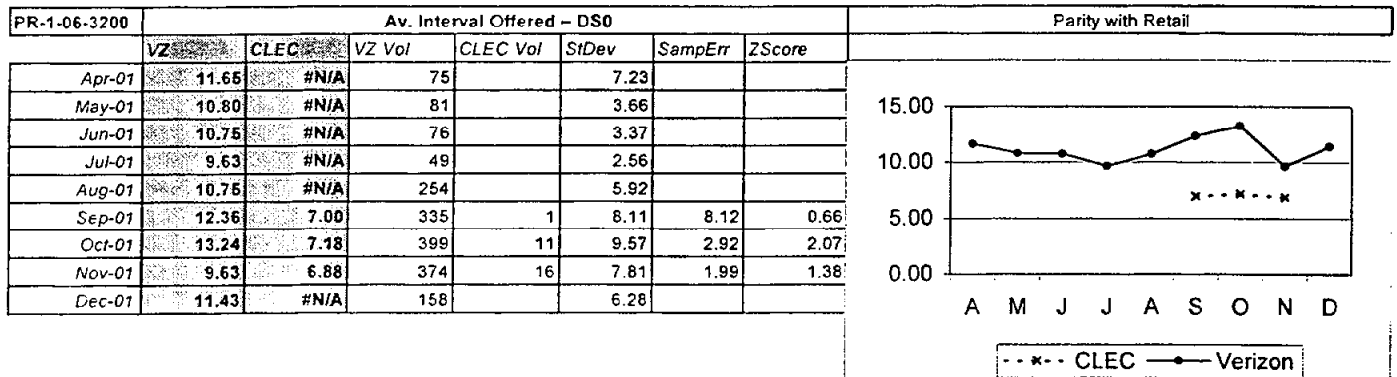 PR-1-06-3200 Av. Interval Offered – DS0 Parity with Retail
VZ CLEC VZ Vol CLEC Vol StDev SampErr ZScore
Apr-01 11.65 #N/A 75 7.23
May-01 10.80 #N/A 81 3.66
Jun-01 10.75 #N/A 76 3.37
Jul-01 9.63 #N/A 49 2.56
Aug-01 10.75 #N/A 254 5.92
Sep-01 12.36 7.00 335 1 8.11 8.12 0.66
Oct-01 13.24 7.18 399 11 9.57 2.92 2.07
Nov-01 9.63 6.88 374 16 7.81 1.99 1.38
Dec-01 11.43 #N/A 158 6.28
15.00
10.00
5.00
0.00
A M J J A S O N D
CLEC Verizon